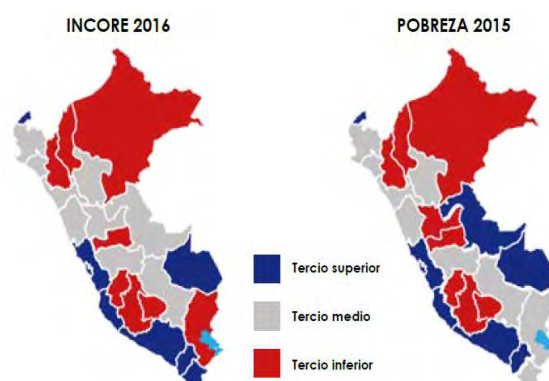 INCORE 2016
POBREZA 2015
Tercio superior
Tercio medio
Tercio inferior